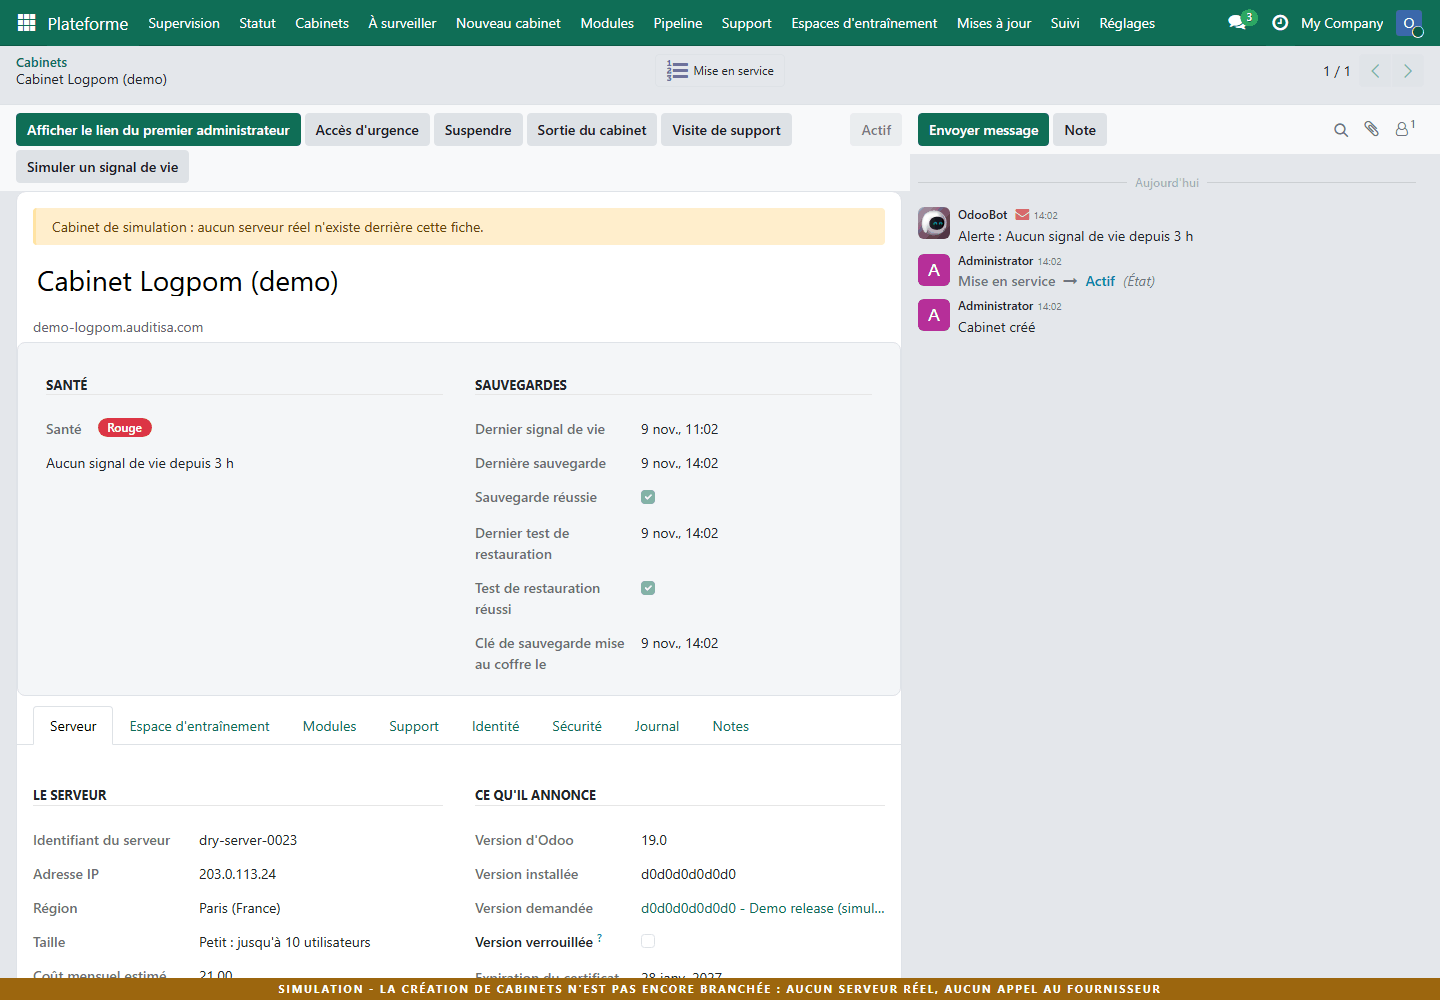 Plateforme Supervision Statut Cabinets À surveiller Nouveau cabinet Modules Pipeline Support Espaces d'entraînement Mises à jour Suivi Réglages 3 My Company O
Cabinets
Cabinet Logpom (demo)
Mise en service
1 / 1
Afficher le lien du premier administrateur Accès d'urgence Suspendre Sortie du cabinet Visite de support Actif
Simuler un signal de vie
Envoyer message Note 1
Aujourd'hui
OdooBot 14:02
Alerte : Aucun signal de vie depuis 3 h
A Administrator 14:02
Mise en service → Actif (État)
A Administrator 14:02
Cabinet créé
Cabinet de simulation : aucun serveur réel n'existe derrière cette fiche.
Cabinet Logpom (demo)
demo-logpom.auditisa.com
SANTÉ
Santé Rouge
Aucun signal de vie depuis 3 h
SAUVEGARDES
Dernier signal de vie 9 nov., 11:02
Dernière sauvegarde 9 nov., 14:02
Sauvegarde réussie
Dernier test de restauration 9 nov., 14:02
Test de restauration réussi
Clé de sauvegarde mise au coffre le 9 nov., 14:02
Serveur Espace d'entraînement Modules Support Identité Sécurité Journal Notes
LE SERVEUR
Identifiant du serveur dry-server-0023
Adresse IP 203.0.113.24
Région Paris (France)
Taille Petit : jusqu'à 10 utilisateurs
Coût mensuel estimé 21.00
CE QU'IL ANNONCE
Version d'Odoo 19.0
Version installée d0d0d0d0d0d0
Version demandée d0d0d0d0d0d0 - Demo release (simul...
Version verrouillée ?
Expiration du certificat 28 janv. 2027
SIMULATION - LA CRÉATION DE CABINETS N'EST PAS ENCORE BRANCHÉE : AUCUN SERVEUR RÉEL, AUCUN APPEL AU FOURNISSEUR